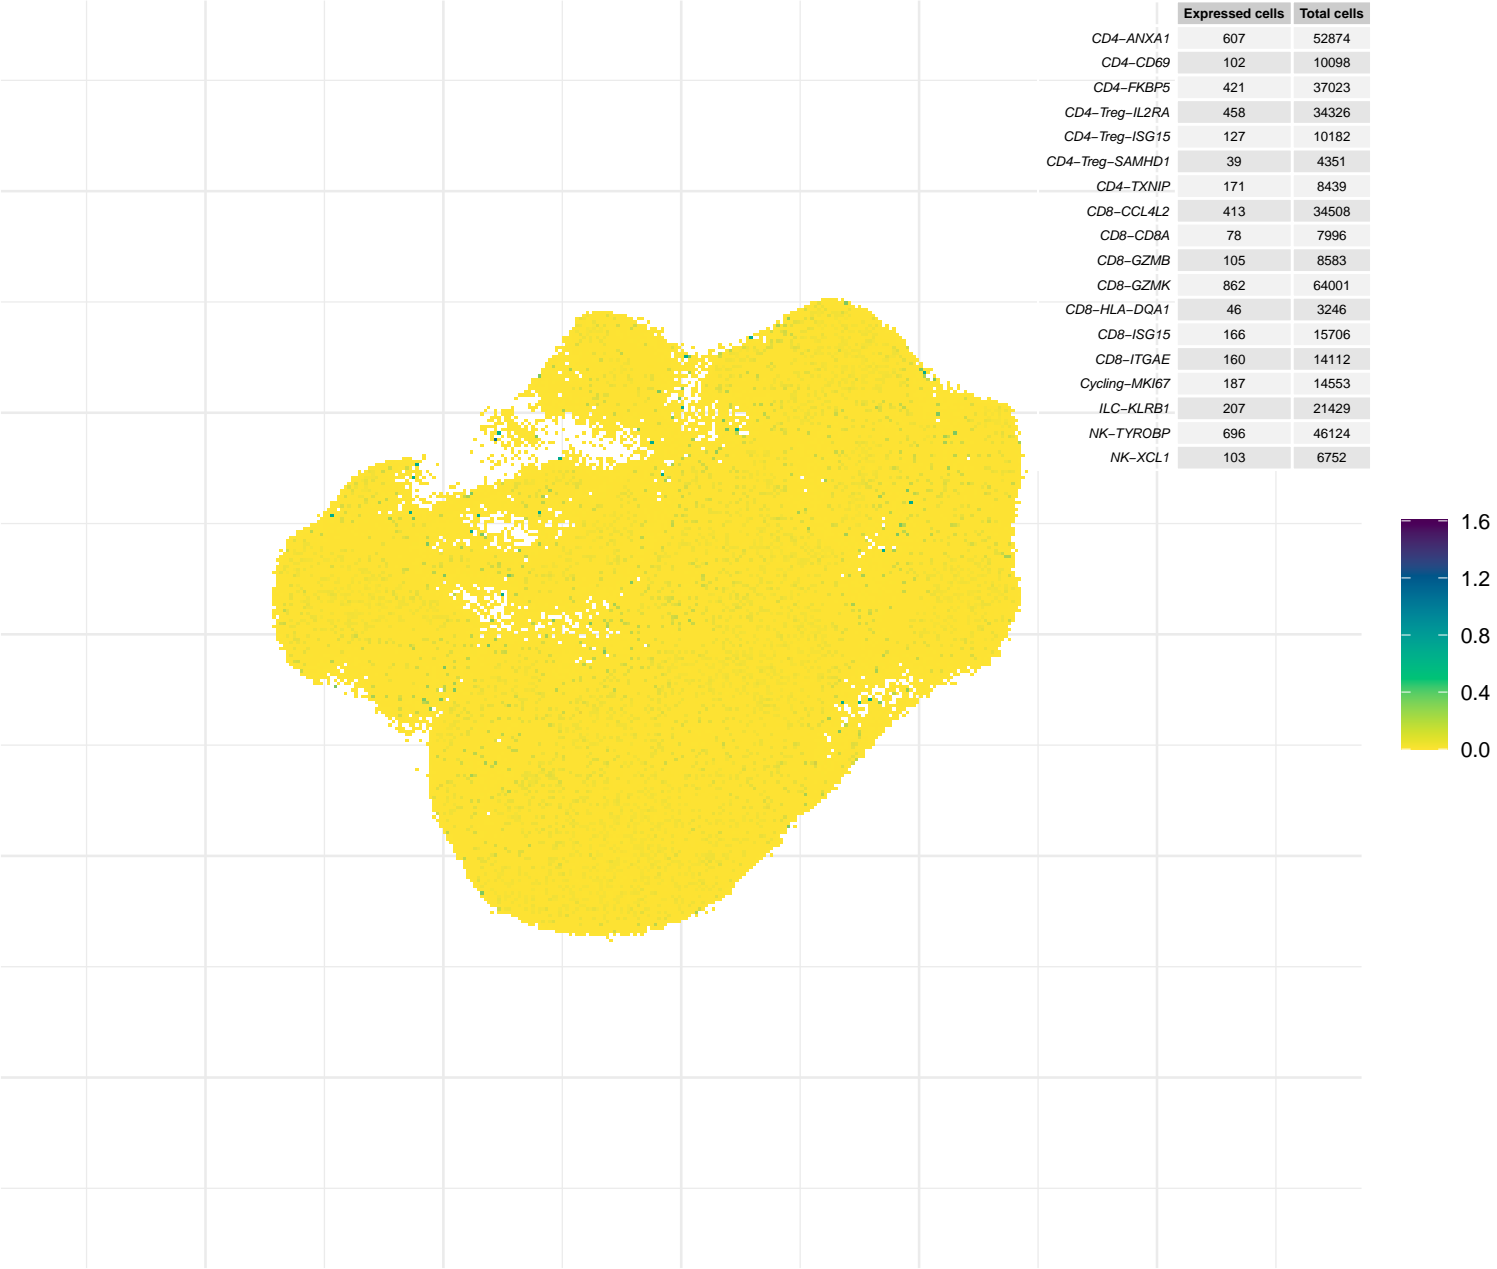 Expressed cells Total cells
CD4−ANXA1 607 52874
CD4−CD69 102 10098
CD4−FKBP5 421 37023
CD4−Treg−IL2RA 458 34326
CD4−Treg−ISG15 127 10182
CD4−Treg−SAMHD1 39 4351
CD4−TXNIP 171 8439
CD8−CCL4L2 413 34508
CD8−CD8A 78 7996
CD8−GZMB 105 8583
CD8−GZMK 862 64001
CD8−HLA−DQA1 46 3246
CD8−ISG15 166 15706
CD8−ITGAE 160 14112
Cycling−MKI67 187 14553
ILC−KLRB1 207 21429
NK−TYROBP 696 46124
NK−XCL1 103 6752
1.6
1.2
0.8
0.4
0.0